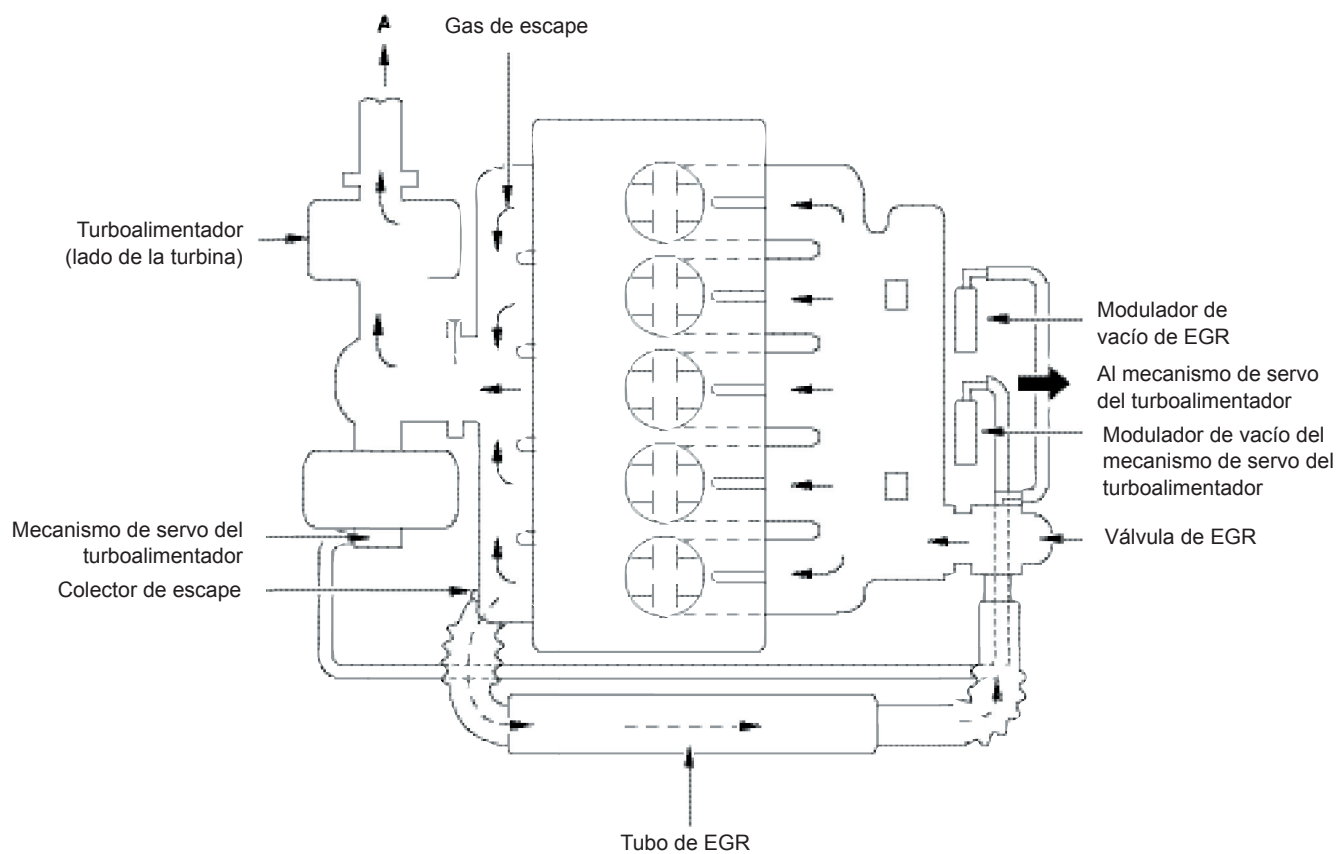 A
Gas de escape
Turboalimentador
(lado de la turbina)
Modulador de
vacío de EGR
Al mecanismo de servo
del turboalimentador
Modulador de vacío del
mecanismo de servo del
turboalimentador
Mecanismo de servo del
turboalimentador
Válvula de EGR
Colector de escape
Tubo de EGR